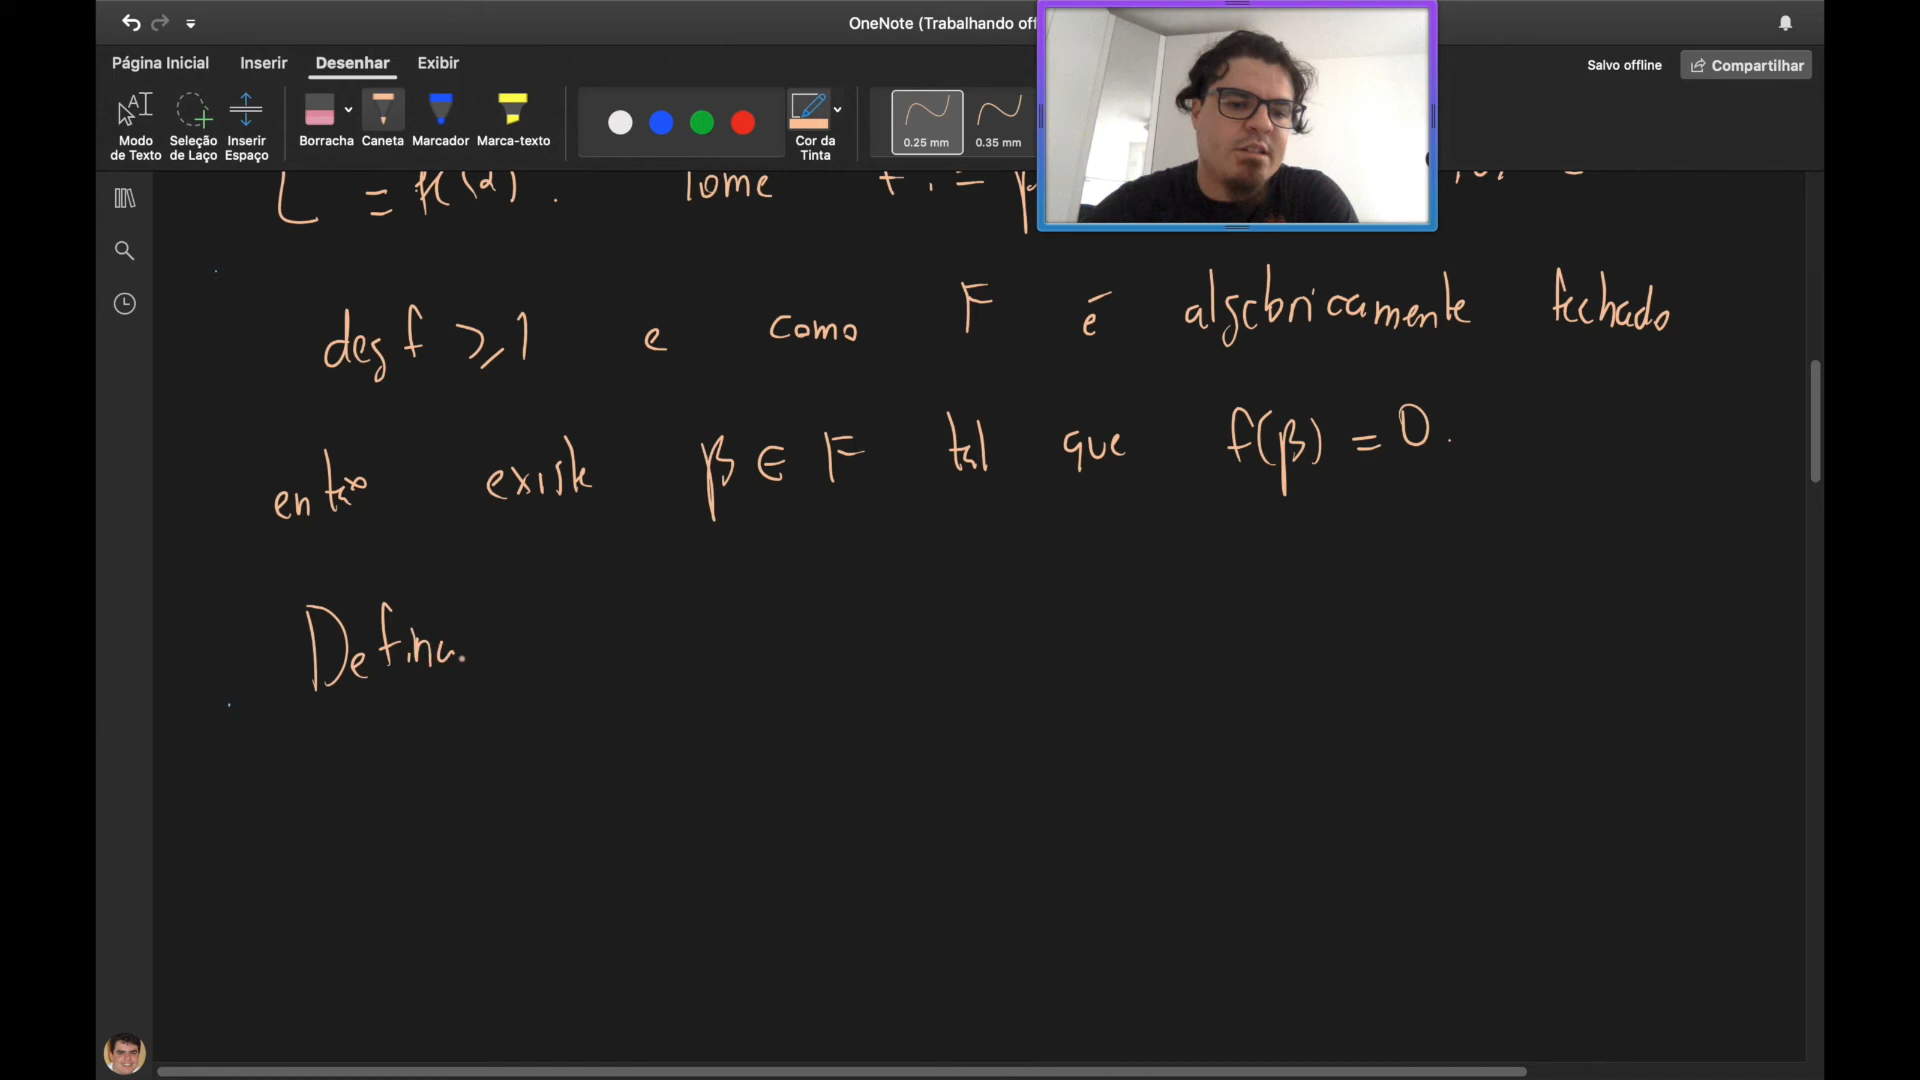 OneNote (Trabalhando off
Página Inicial Inserir Desenhar Exibir
Salvo offline Compartilhar
Modo de Texto Seleção de Laço Inserir Espaço Borracha Caneta Marcador Marca-texto Cor da Tinta 0.25 mm 0.35 mm
L = K(α). Tome f :=
deg f ⩾ 1 e como F é algebricamente fechado
então existe β ∈ F tal que f(β) = 0.
Defina